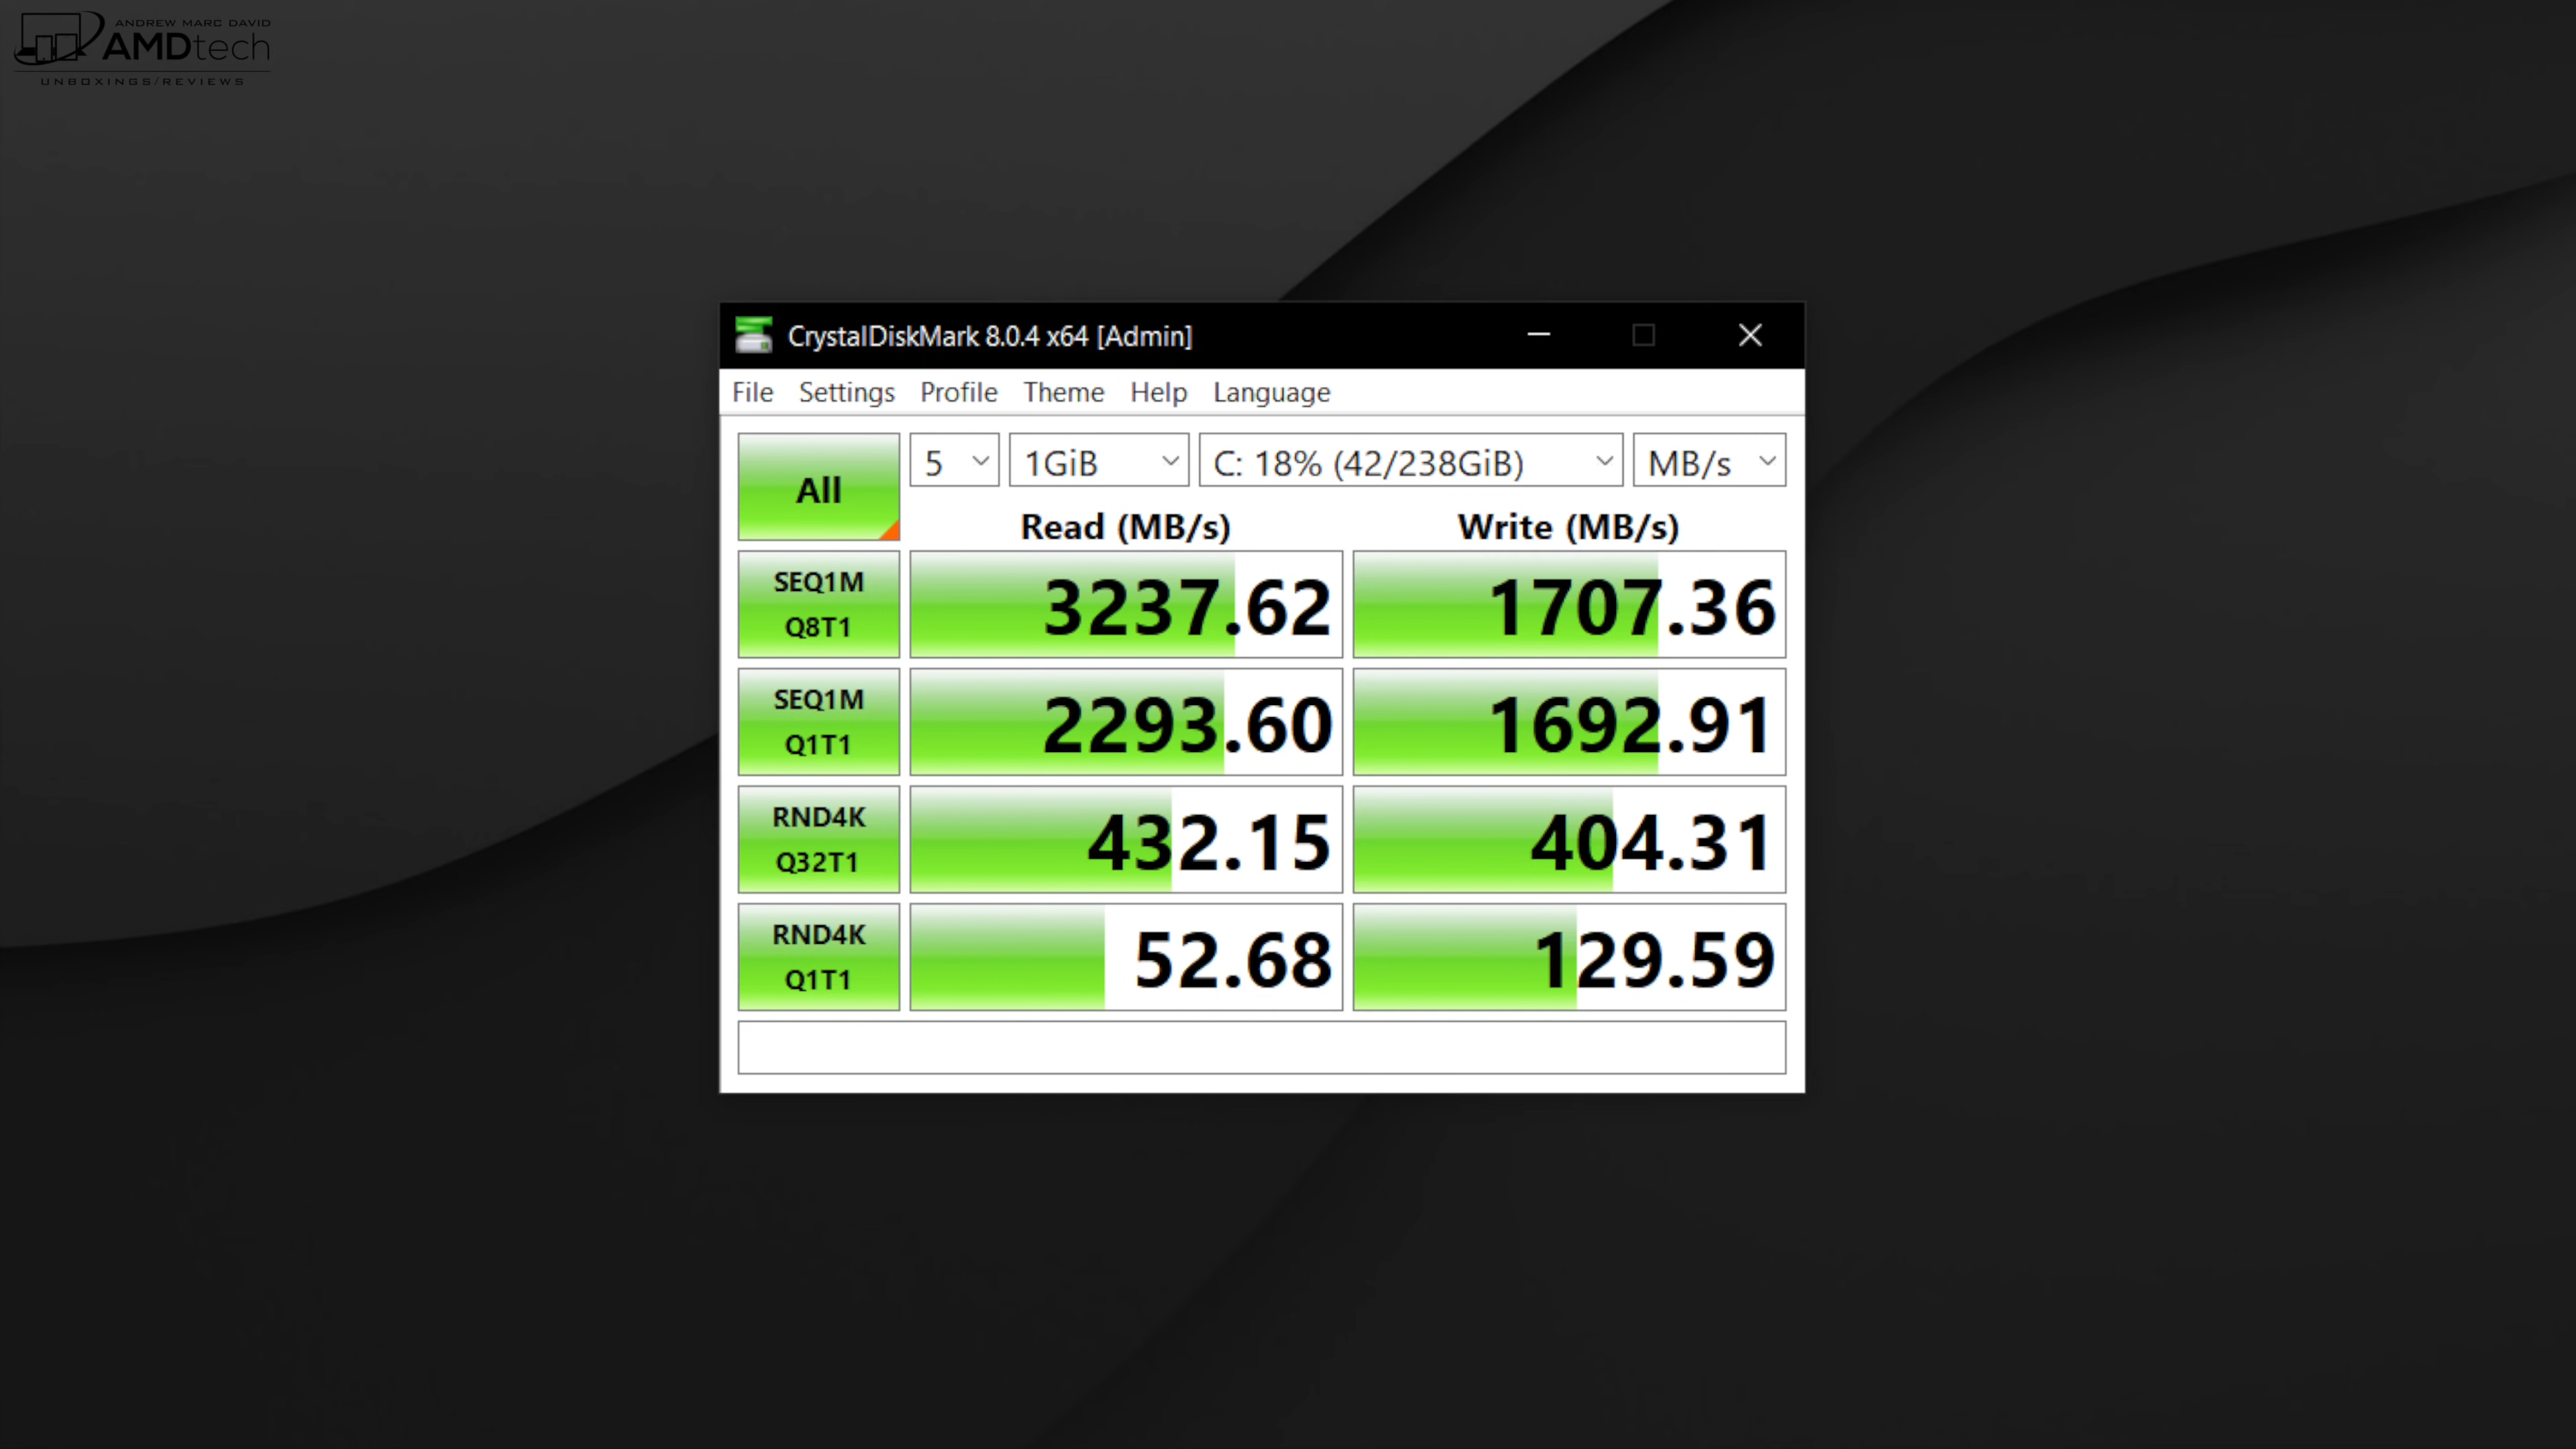 ANDREW MARC DAVID
AMDtech
UNBOXINGS/REVIEWS
CrystalDiskMark 8.0.4 x64 [Admin]
File Settings Profile Theme Help Language
All 5 1GiB C: 18% (42/238GiB) MB/s
Read (MB/s) Write (MB/s)
SEQ1M
Q8T1 3237.62 1707.36
SEQ1M
Q1T1 2293.60 1692.91
RND4K
Q32T1 432.15 404.31
RND4K
Q1T1 52.68 129.59